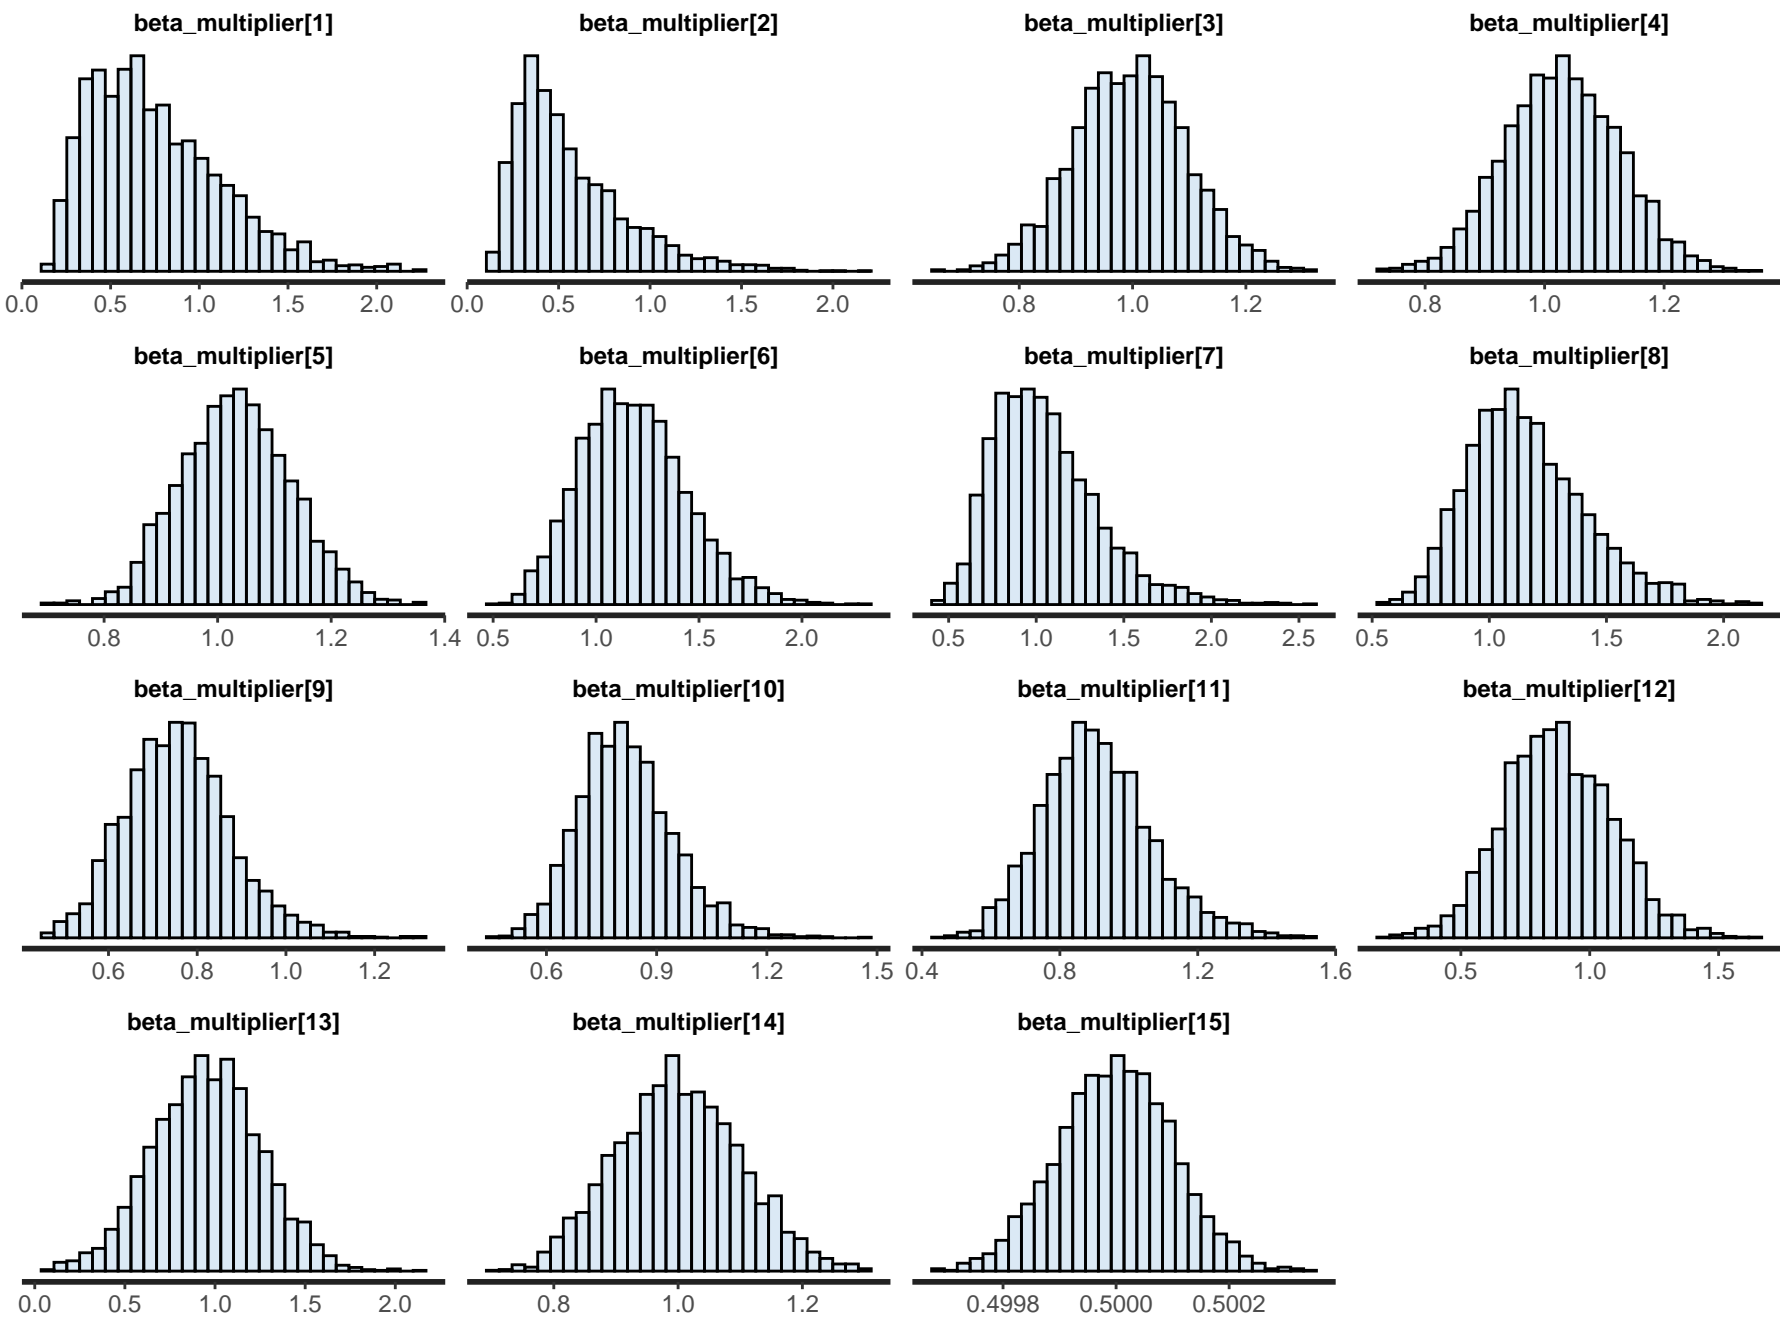 beta_multiplier[1] beta_multiplier[2] beta_multiplier[3] beta_multiplier[4]
0.0 0.5 1.0 1.5 2.0 0.0 0.5 1.0 1.5 2.0 0.8 1.0 1.2 0.8 1.0 1.2
beta_multiplier[5] beta_multiplier[6] beta_multiplier[7] beta_multiplier[8]
0.8 1.0 1.2 1.4 0.5 1.0 1.5 2.0 0.5 1.0 1.5 2.0 2.5 0.5 1.0 1.5 2.0
beta_multiplier[9] beta_multiplier[10] beta_multiplier[11] beta_multiplier[12]
0.6 0.8 1.0 1.2 0.6 0.9 1.2 1.5 0.4 0.8 1.2 1.6 0.5 1.0 1.5
beta_multiplier[13] beta_multiplier[14] beta_multiplier[15]
0.0 0.5 1.0 1.5 2.0 0.8 1.0 1.2 0.4998 0.5000 0.5002